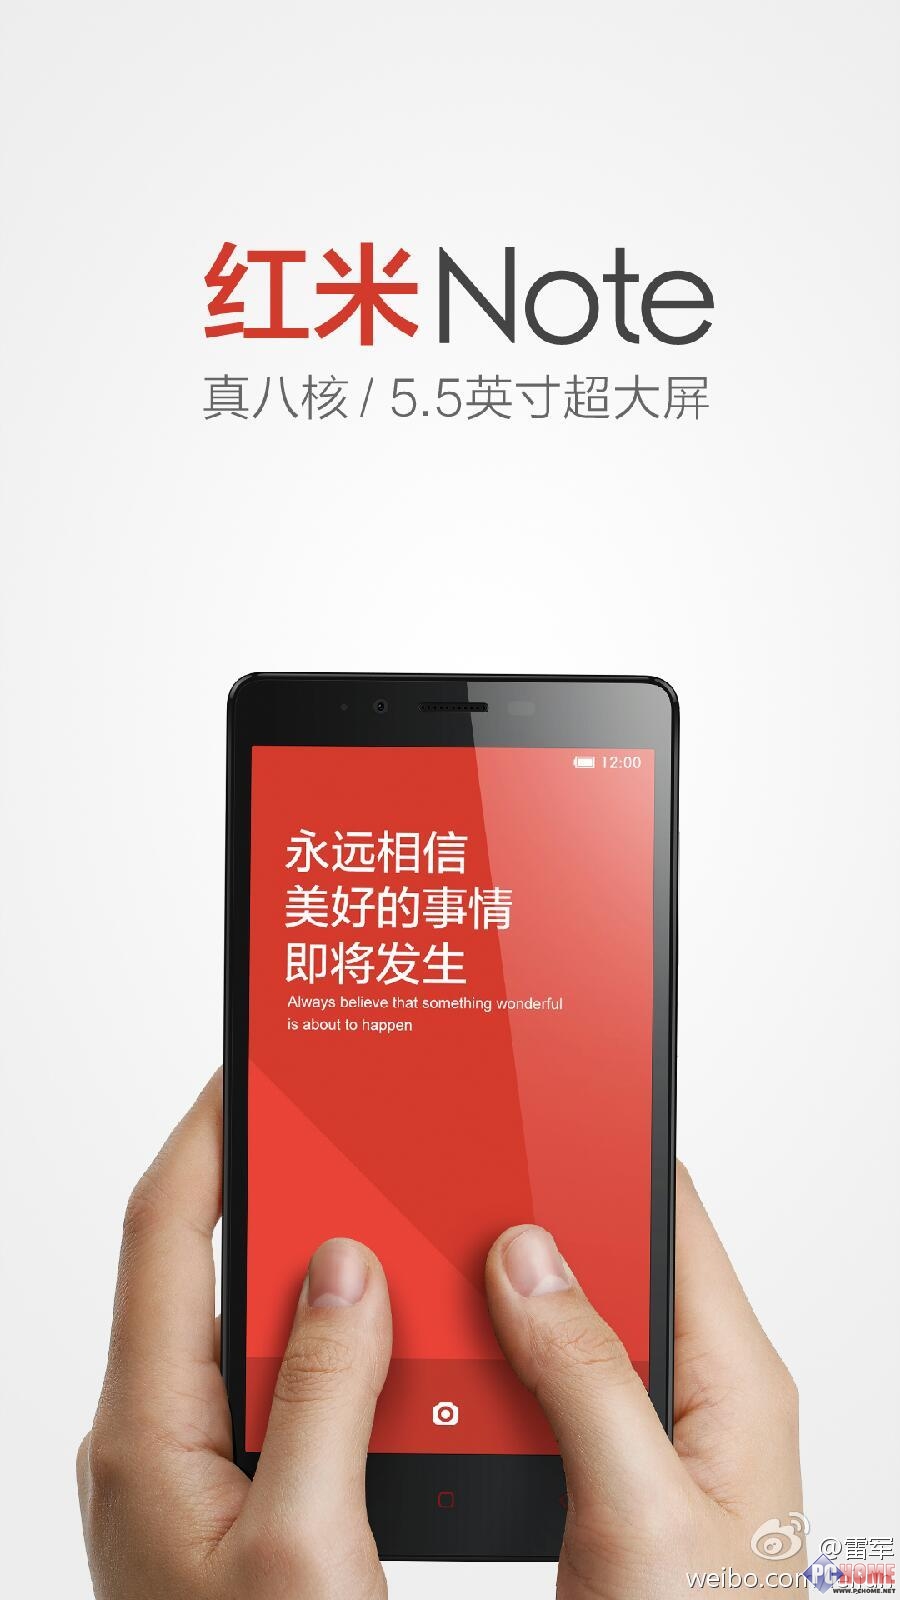 红米Note
真八核 / 5.5英寸超大屏
12:00
永远相信
美好的事情
即将发生
Always believe that something wonderful
is about to happen
@雷军
weibo.com
PCHOME
WWW.PCHOME.NET